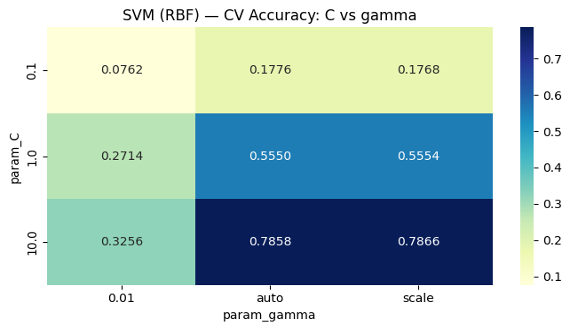 SVM (RBF) — CV Accuracy: C vs gamma
param_C
0.1 0.0762 0.1776 0.1768
1.0 0.2714 0.5550 0.5554
10.0 0.3256 0.7858 0.7866
0.01 auto scale
param_gamma
0.7
0.6
0.5
0.4
0.3
0.2
0.1